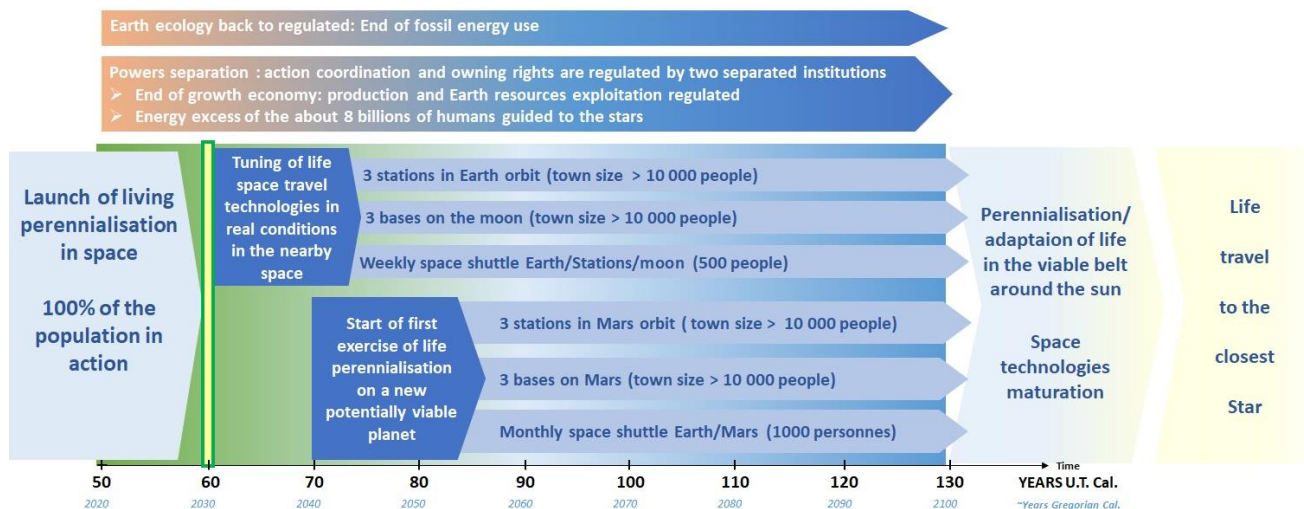 Earth ecology back to regulated: End of fossil energy use
Powers separation : action coordination and owning rights are regulated by two separated institutions
➢ End of growth economy: production and Earth resources exploitation regulated
➢ Energy excess of the about 8 billions of humans guided to the stars
Launch of living
perennialisation
in space
100% of the
population in
action
Tuning of life
space travel
technologies in
real conditions
in the nearby
space
3 stations in Earth orbit (town size > 10 000 people)
3 bases on the moon (town size > 10 000 people)
Weekly space shuttle Earth/Stations/moon (500 people)
Start of first
exercise of life
perennialisation
on a new
potentially viable
planet
3 stations in Mars orbit ( town size > 10 000 people)
3 bases on Mars (town size > 10 000 people)
Monthly space shuttle Earth/Mars (1000 personnes)
Perennialisation/
adaptaion of life
in the viable belt
around the sun
Space
technologies
maturation
Life
travel
to the
closest
Star
Time
50 60 70 80 90 100 110 120 130 YEARS U.T. Cal.
2020 2030 2040 2050 2060 2070 2080 2090 2100 ~Years Gregorian Cal.